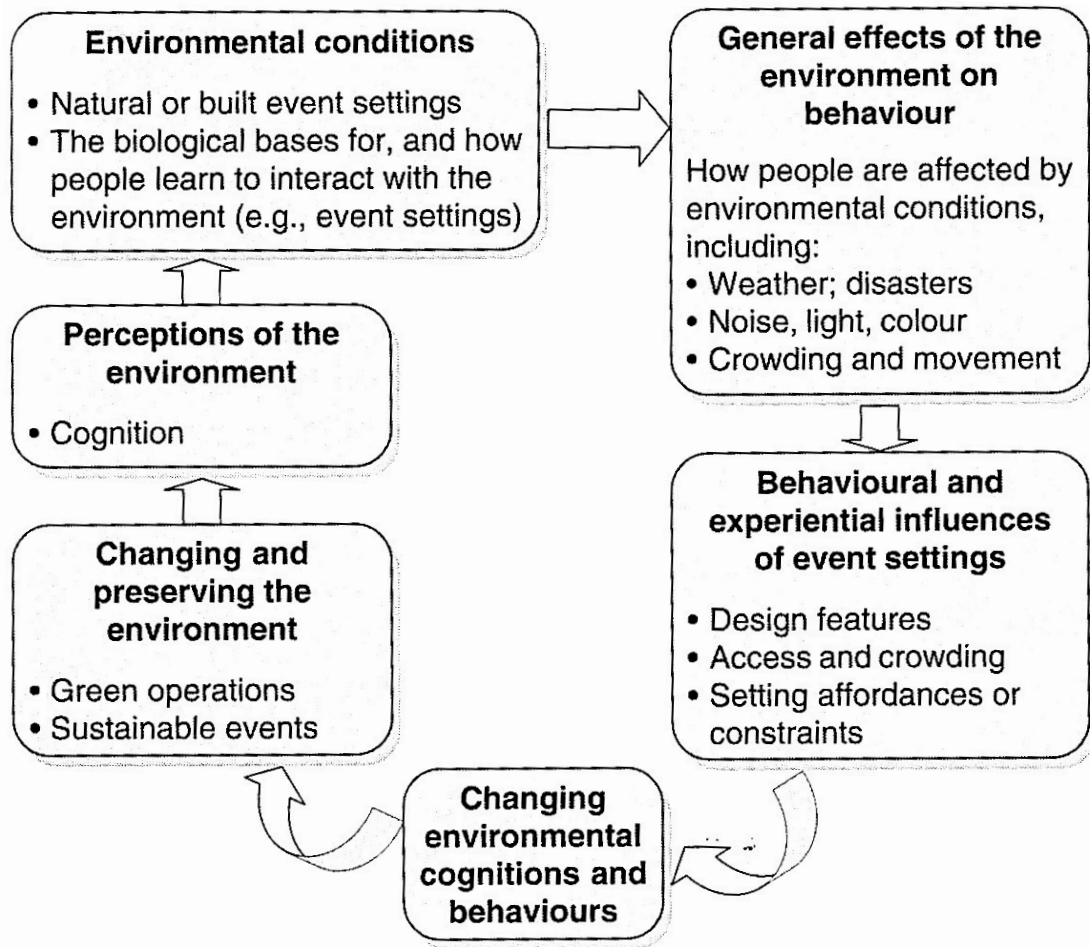 Environmental conditions
• Natural or built event settings
• The biological bases for, and how
people learn to interact with the
environment (e.g., event settings)
General effects of the
environment on
behaviour
How people are affected by
environmental conditions,
including:
• Weather; disasters
• Noise, light, colour
• Crowding and movement
Behavioural and
experiential influences
of event settings
• Design features
• Access and crowding
• Setting affordances or
constraints
Changing
environmental
cognitions and
behaviours
Changing and
preserving the
environment
• Green operations
• Sustainable events
Perceptions of the
environment
• Cognition